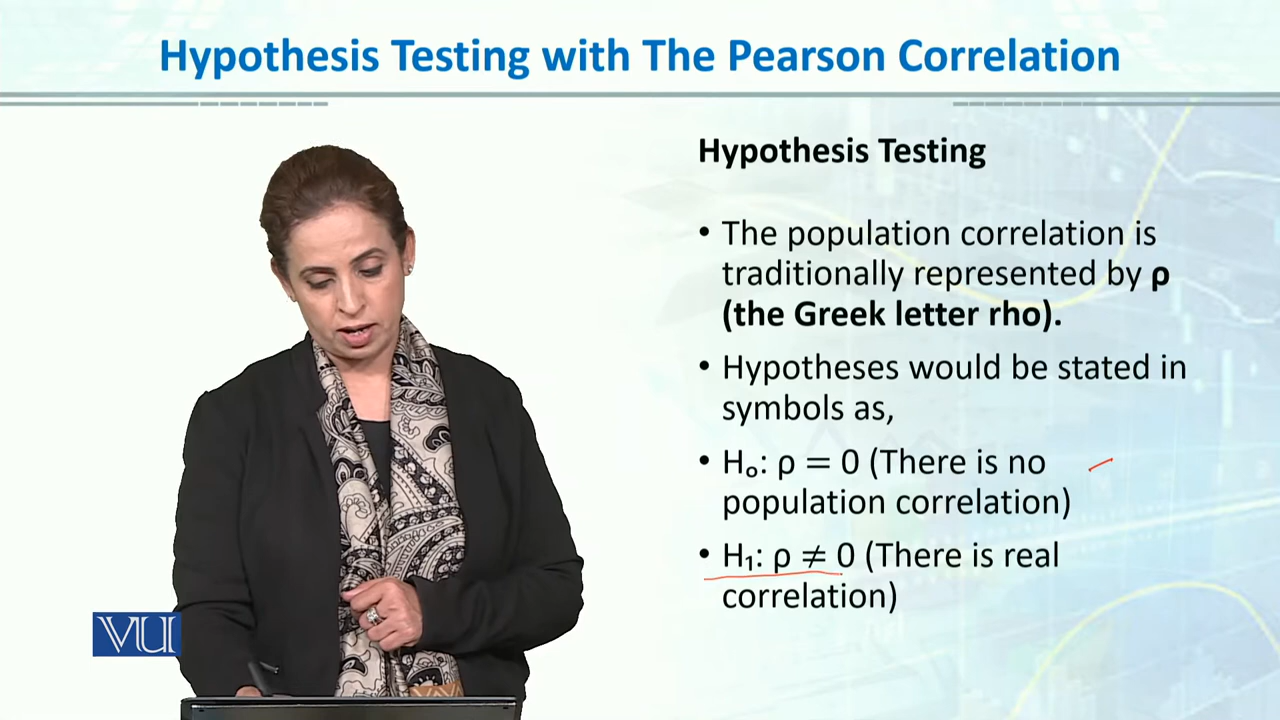 Hypothesis Testing with The Pearson Correlation
Hypothesis Testing
• The population correlation is
traditionally represented by ρ
(the Greek letter rho).
• Hypotheses would be stated in
symbols as,
• Hₒ: ρ = 0 (There is no
population correlation)
• H₁: ρ ≠ 0 (There is real
correlation)
VU